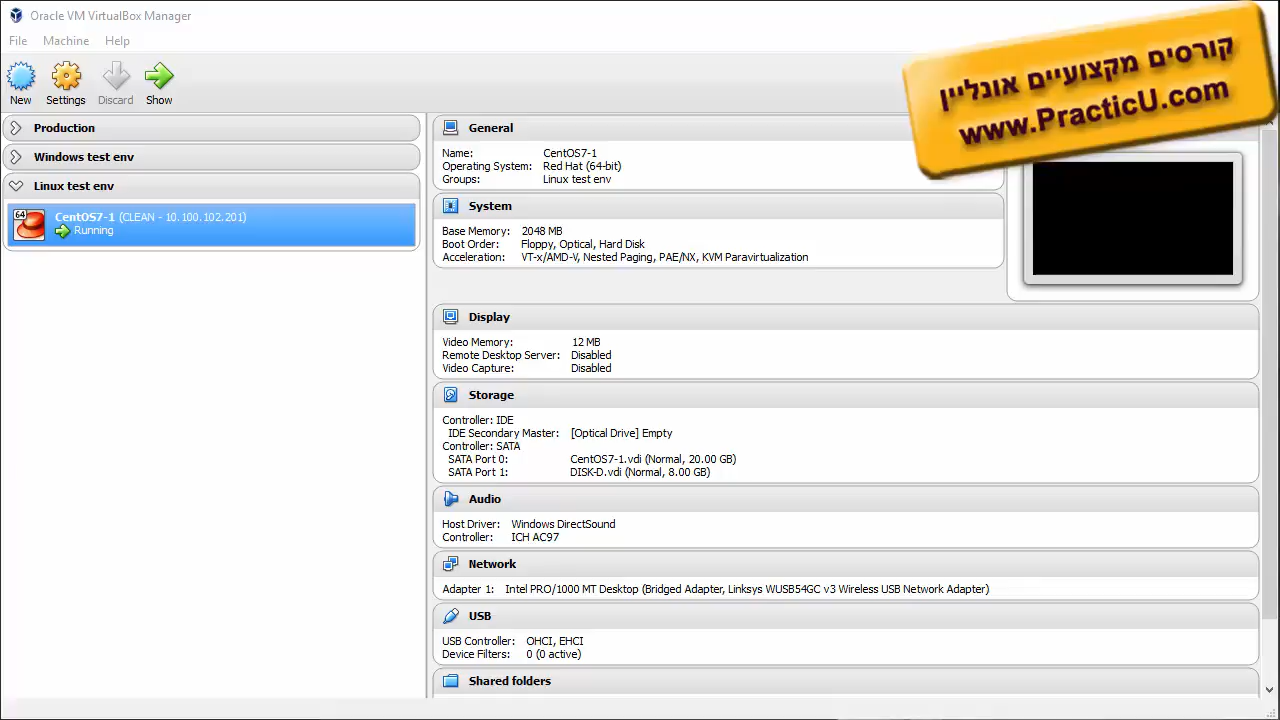 Oracle VM VirtualBox Manager
File Machine Help
קורסים מקצועיים אונליין
www.PracticU.com
New Settings Discard Show
Production
Windows test env
Linux test env
64
CentOS7-1 (CLEAN - 10.100.102.201)
Running
General
Name: CentOS7-1
Operating System: Red Hat (64-bit)
Groups: Linux test env
System
Base Memory: 2048 MB
Boot Order: Floppy, Optical, Hard Disk
Acceleration: VT-x/AMD-V, Nested Paging, PAE/NX, KVM Paravirtualization
Display
Video Memory: 12 MB
Remote Desktop Server: Disabled
Video Capture: Disabled
Storage
Controller: IDE
IDE Secondary Master: [Optical Drive] Empty
Controller: SATA
SATA Port 0: CentOS7-1.vdi (Normal, 20.00 GB)
SATA Port 1: DISK-D.vdi (Normal, 8.00 GB)
Audio
Host Driver: Windows DirectSound
Controller: ICH AC97
Network
Adapter 1: Intel PRO/1000 MT Desktop (Bridged Adapter, Linksys WUSB54GC v3 Wireless USB Network Adapter)
USB
USB Controller: OHCI, EHCI
Device Filters: 0 (0 active)
Shared folders